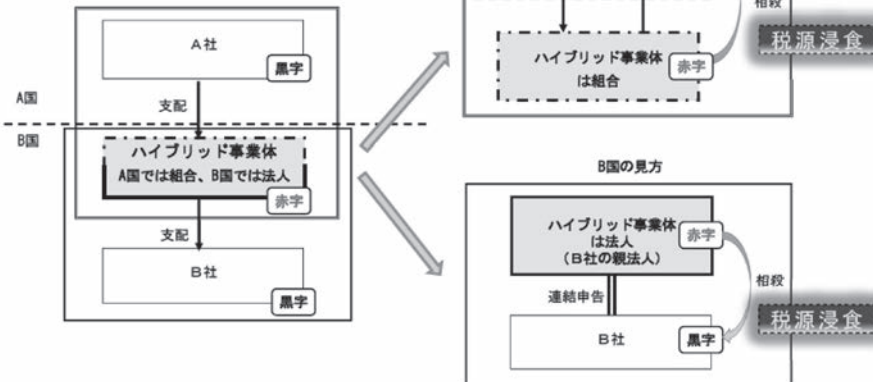 A社
黒字
A国
支配
B国
ハイブリッド事業体
A国では組合、B国では法人
赤字
支配
B社
黒字
相殺
税源浸食
ハイブリッド事業体
は組合
赤字
B国の見方
ハイブリッド事業体
は法人
(B社の親法人)
赤字
連結申告
相殺
B社
黒字
税源浸食